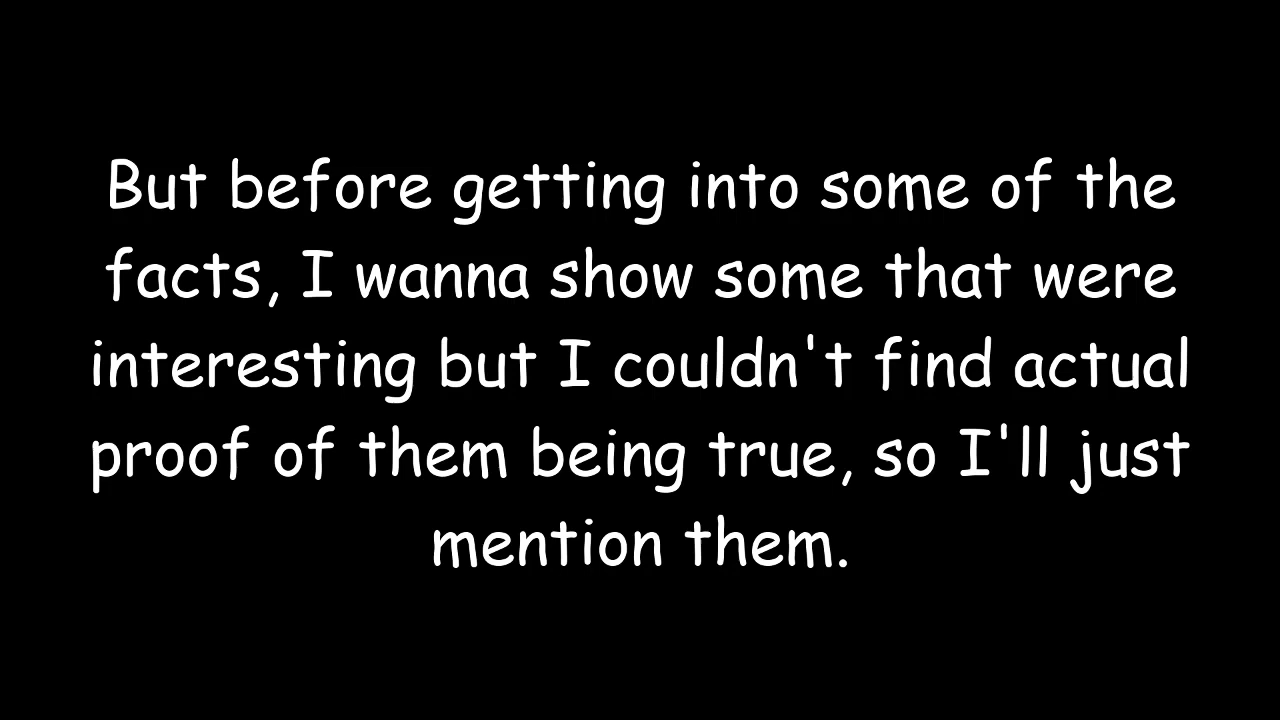 But before getting into some of the
facts, I wanna show some that were
interesting but I couldn't find actual
proof of them being true, so I'll just
mention them.